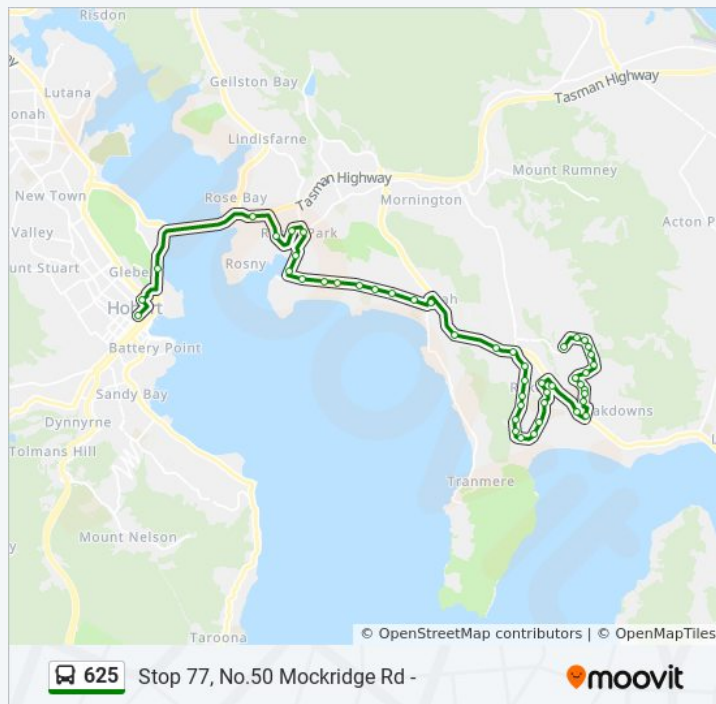 Risdon
Lutana
onah
Geilston Bay
Tasman Highway
Lindisfarne
New Town
Rose Bay
Tasman Highway
Mount Rumney
Mornington
Valley
Acton P
unt Stuart
Glebe
Rosny
Park
Hobart
ah
Battery Point
Sandy Bay
akdowns
Dynnyrne
Tolmans Hill
Tranmere
Mount Nelson
Taroona
© OpenStreetMap contributors | © OpenMapTiles
625 Stop 77, No.50 Mockridge Rd -
moovit